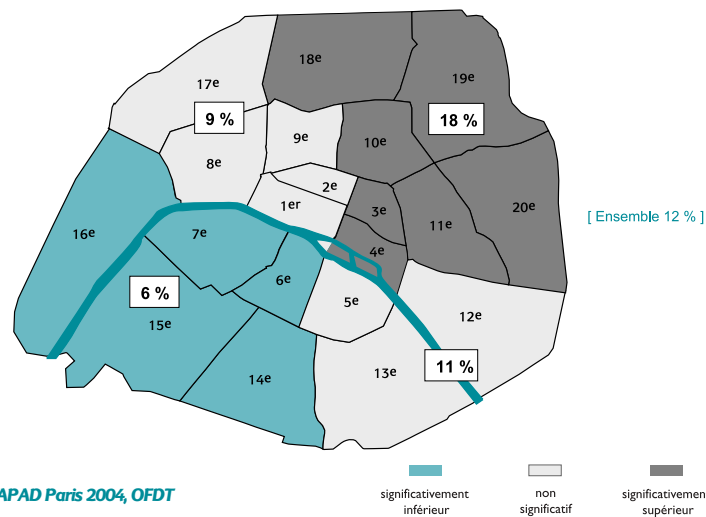 18e
17e
19e
9 %
18 %
9e
10e
8e
2e
1er
3e
20e
11e
[ Ensemble 12 % ]
16e
7e
4e
6e
6 %
5e
12e
15e
11 %
13e
14e
APAD Paris 2004, OFDT
significativement
inférieur
non
significatif
significativemen
supérieur